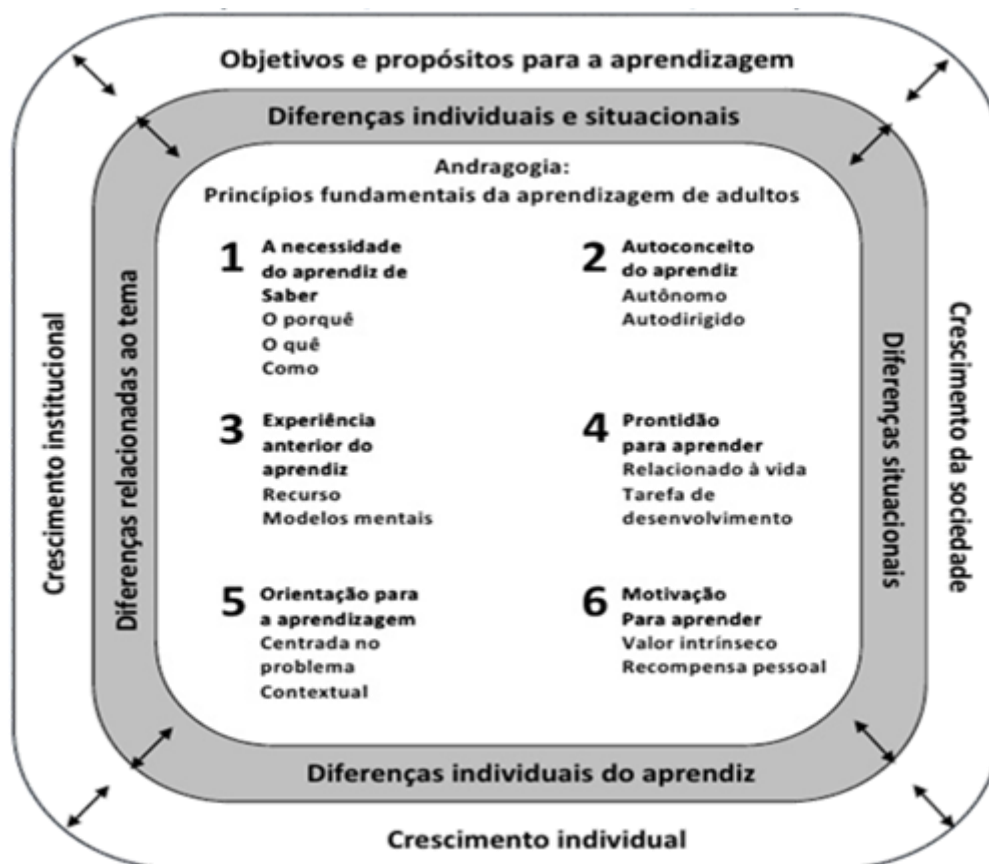 Objetivos e propósitos para a aprendizagem
Diferenças individuais e situacionais
Andragogia:
Princípios fundamentais da aprendizagem de adultos
1
A necessidade
do aprendiz de
Saber
O porquê
O quê
Como
2
Autoconceito
do aprendiz
Autônomo
Autodirigido
3
Experiência
anterior do
aprendiz
Recurso
Modelos mentais
4
Prontidão
para aprender
Relacionado à vida
Tarefa de
desenvolvimento
5
Orientação para
a aprendizagem
Centrada no
problema
Contextual
6
Motivação
Para aprender
Valor intrínseco
Recompensa pessoal
Crescimento institucional
Diferenças relacionadas ao tema
Diferenças situacionais
Crescimento da sociedade
Diferenças individuais do aprendiz
Crescimento individual